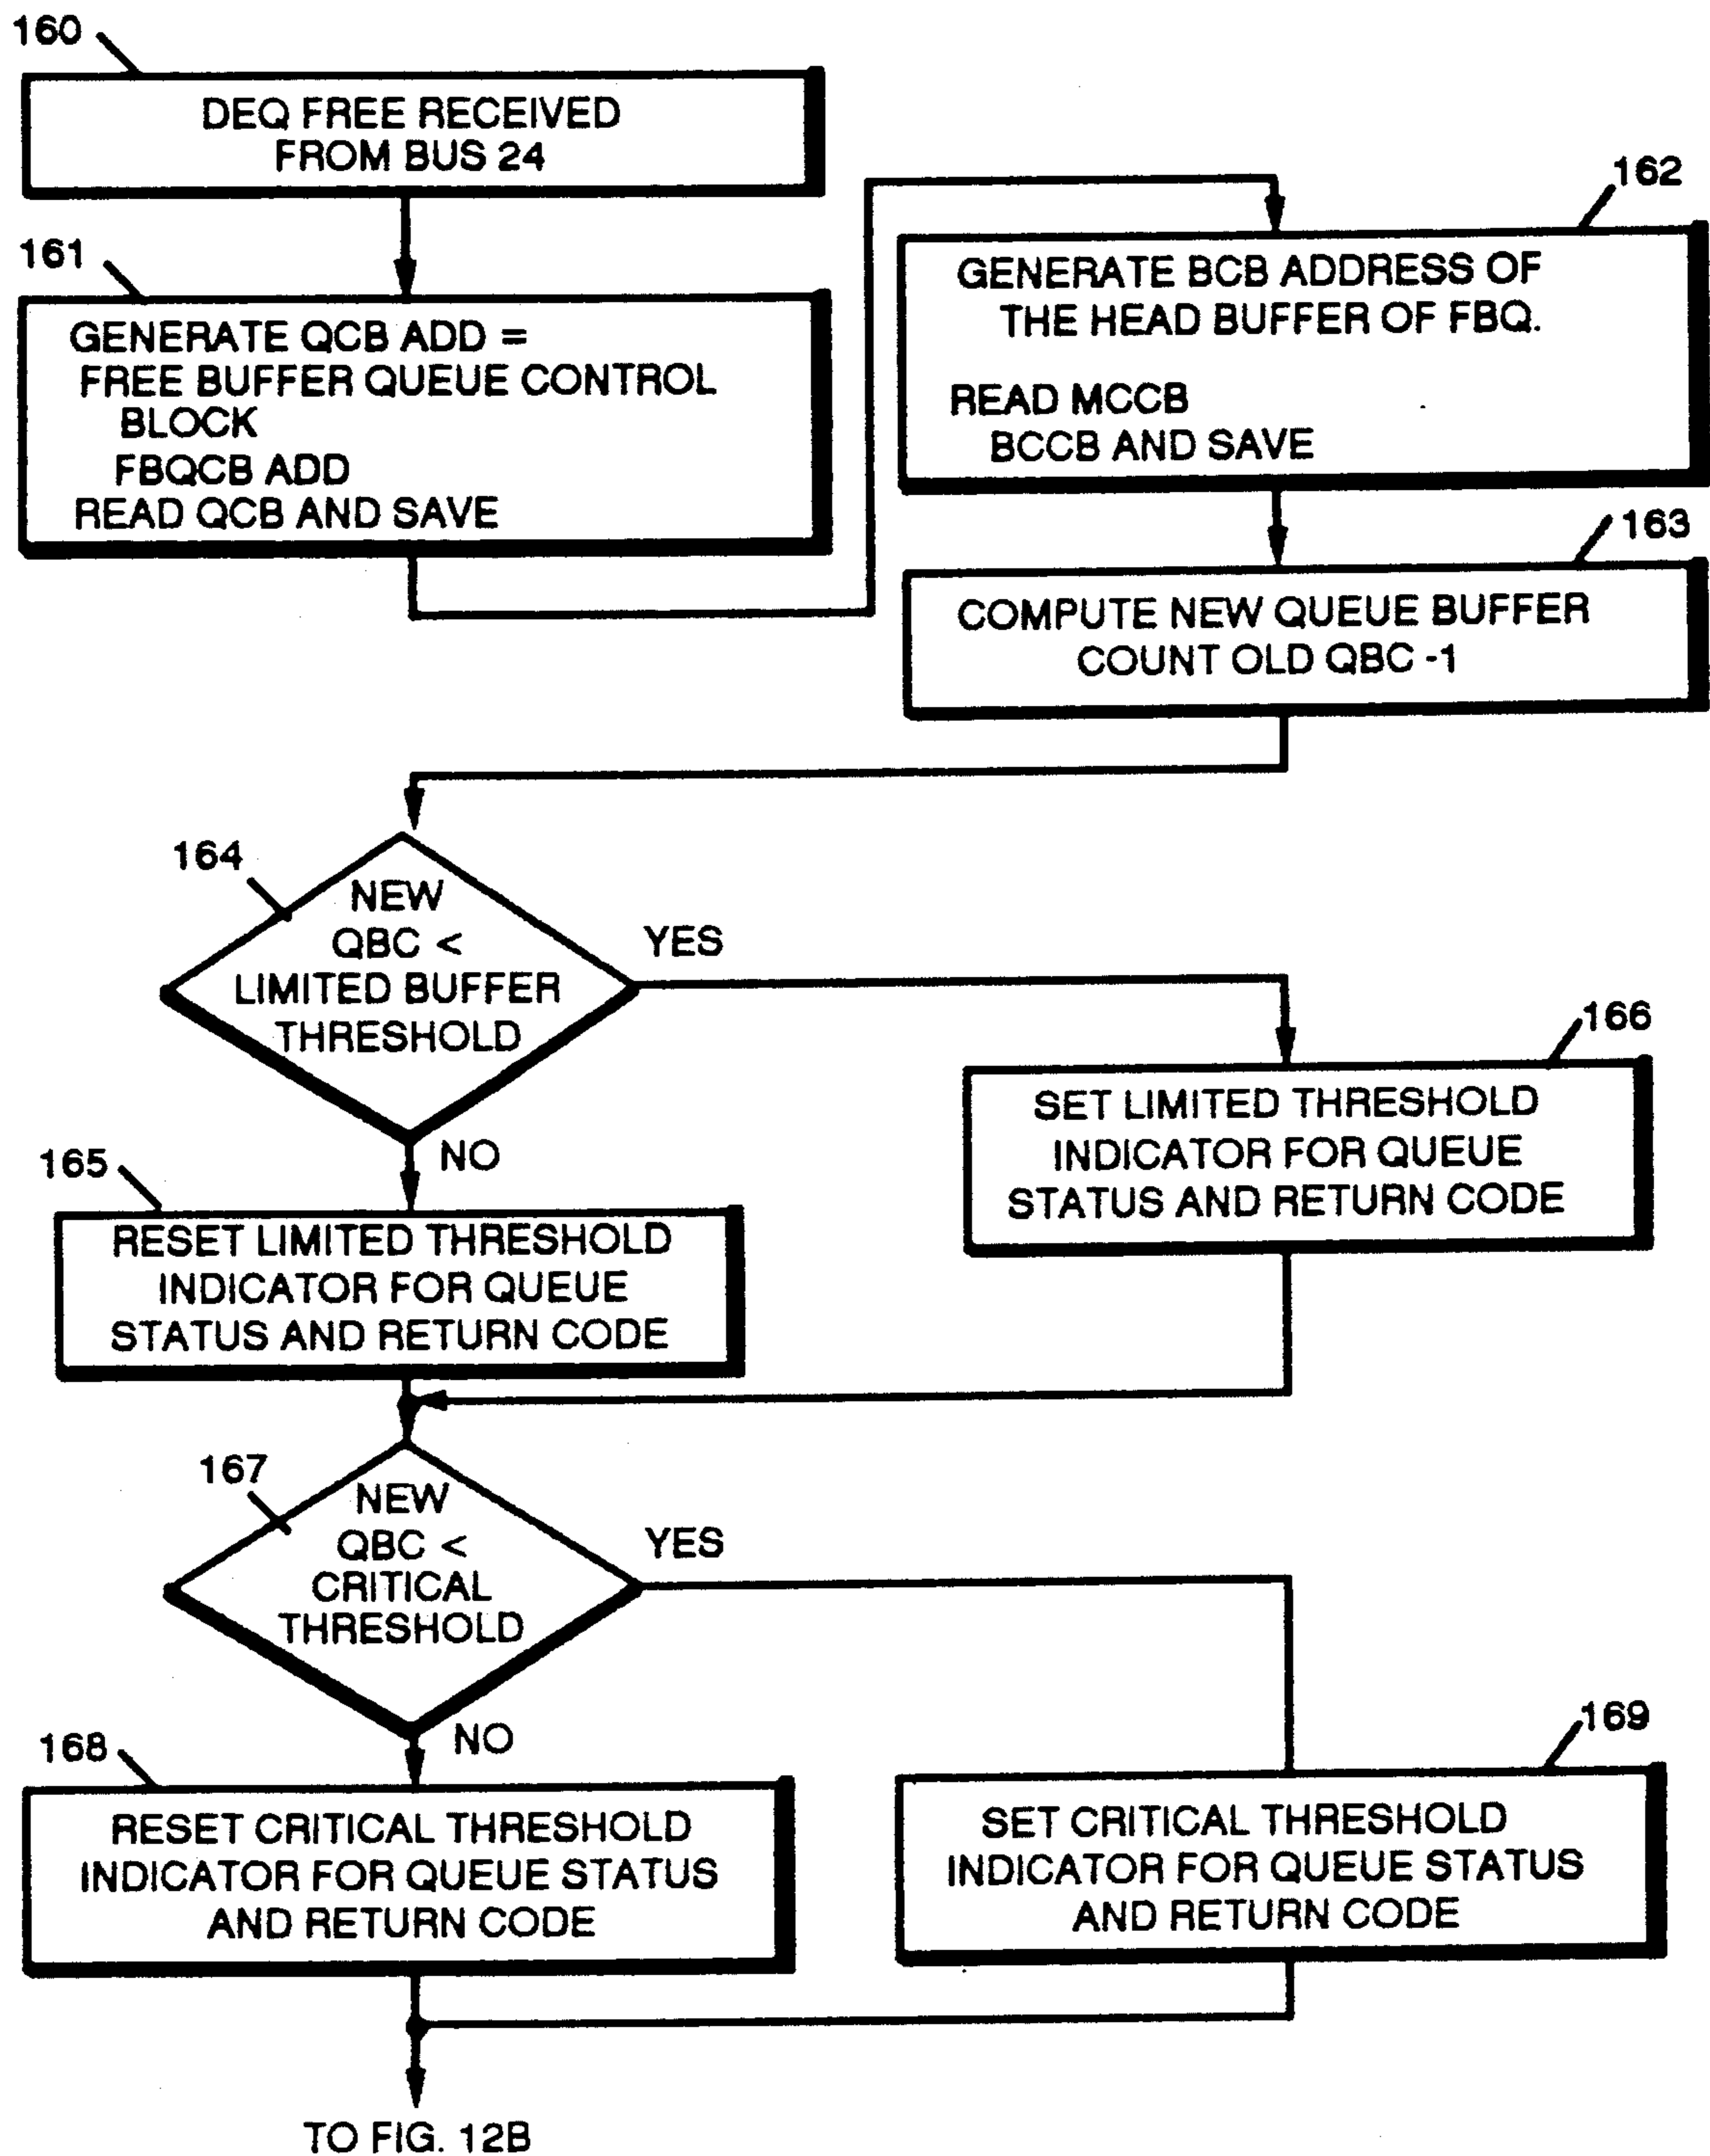 160
DEQ FREE RECEIVED
FROM BUS 24
161
GENERATE QCB ADD =
FREE BUFFER QUEUE CONTROL
BLOCK
FBQCB ADD
READ QCB AND SAVE
162
GENERATE BCB ADDRESS OF
THE HEAD BUFFER OF FBQ.
READ MCCB
BCCB AND SAVE
163
COMPUTE NEW QUEUE BUFFER
COUNT OLD QBC -1
164
NEW
QBC <
LIMITED BUFFER
THRESHOLD
YES
NO
166
SET LIMITED THRESHOLD
INDICATOR FOR QUEUE
STATUS AND RETURN CODE
165
RESET LIMITED THRESHOLD
INDICATOR FOR QUEUE
STATUS AND RETURN CODE
167
NEW
QBC <
CRITICAL
THRESHOLD
YES
NO
168
RESET CRITICAL THRESHOLD
INDICATOR FOR QUEUE STATUS
AND RETURN CODE
169
SET CRITICAL THRESHOLD
INDICATOR FOR QUEUE STATUS
AND RETURN CODE
TO FIG. 12B